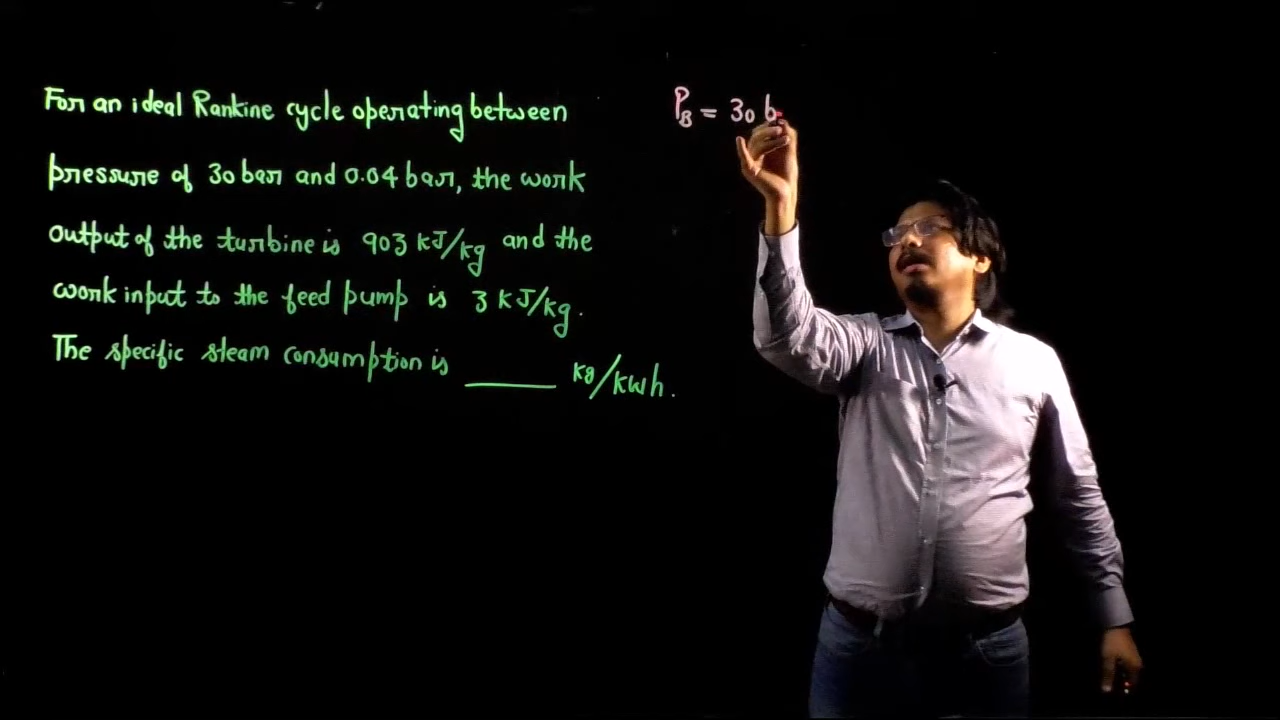 For an ideal Rankine cycle operating between
pressure of 30 bar and 0.04 bar, the work
output of the turbine is 903 kJ/kg and the
work input to the feed pump is 3 kJ/kg.
The specific steam consumption is ______ kg/kwh.
P_B = 30 b